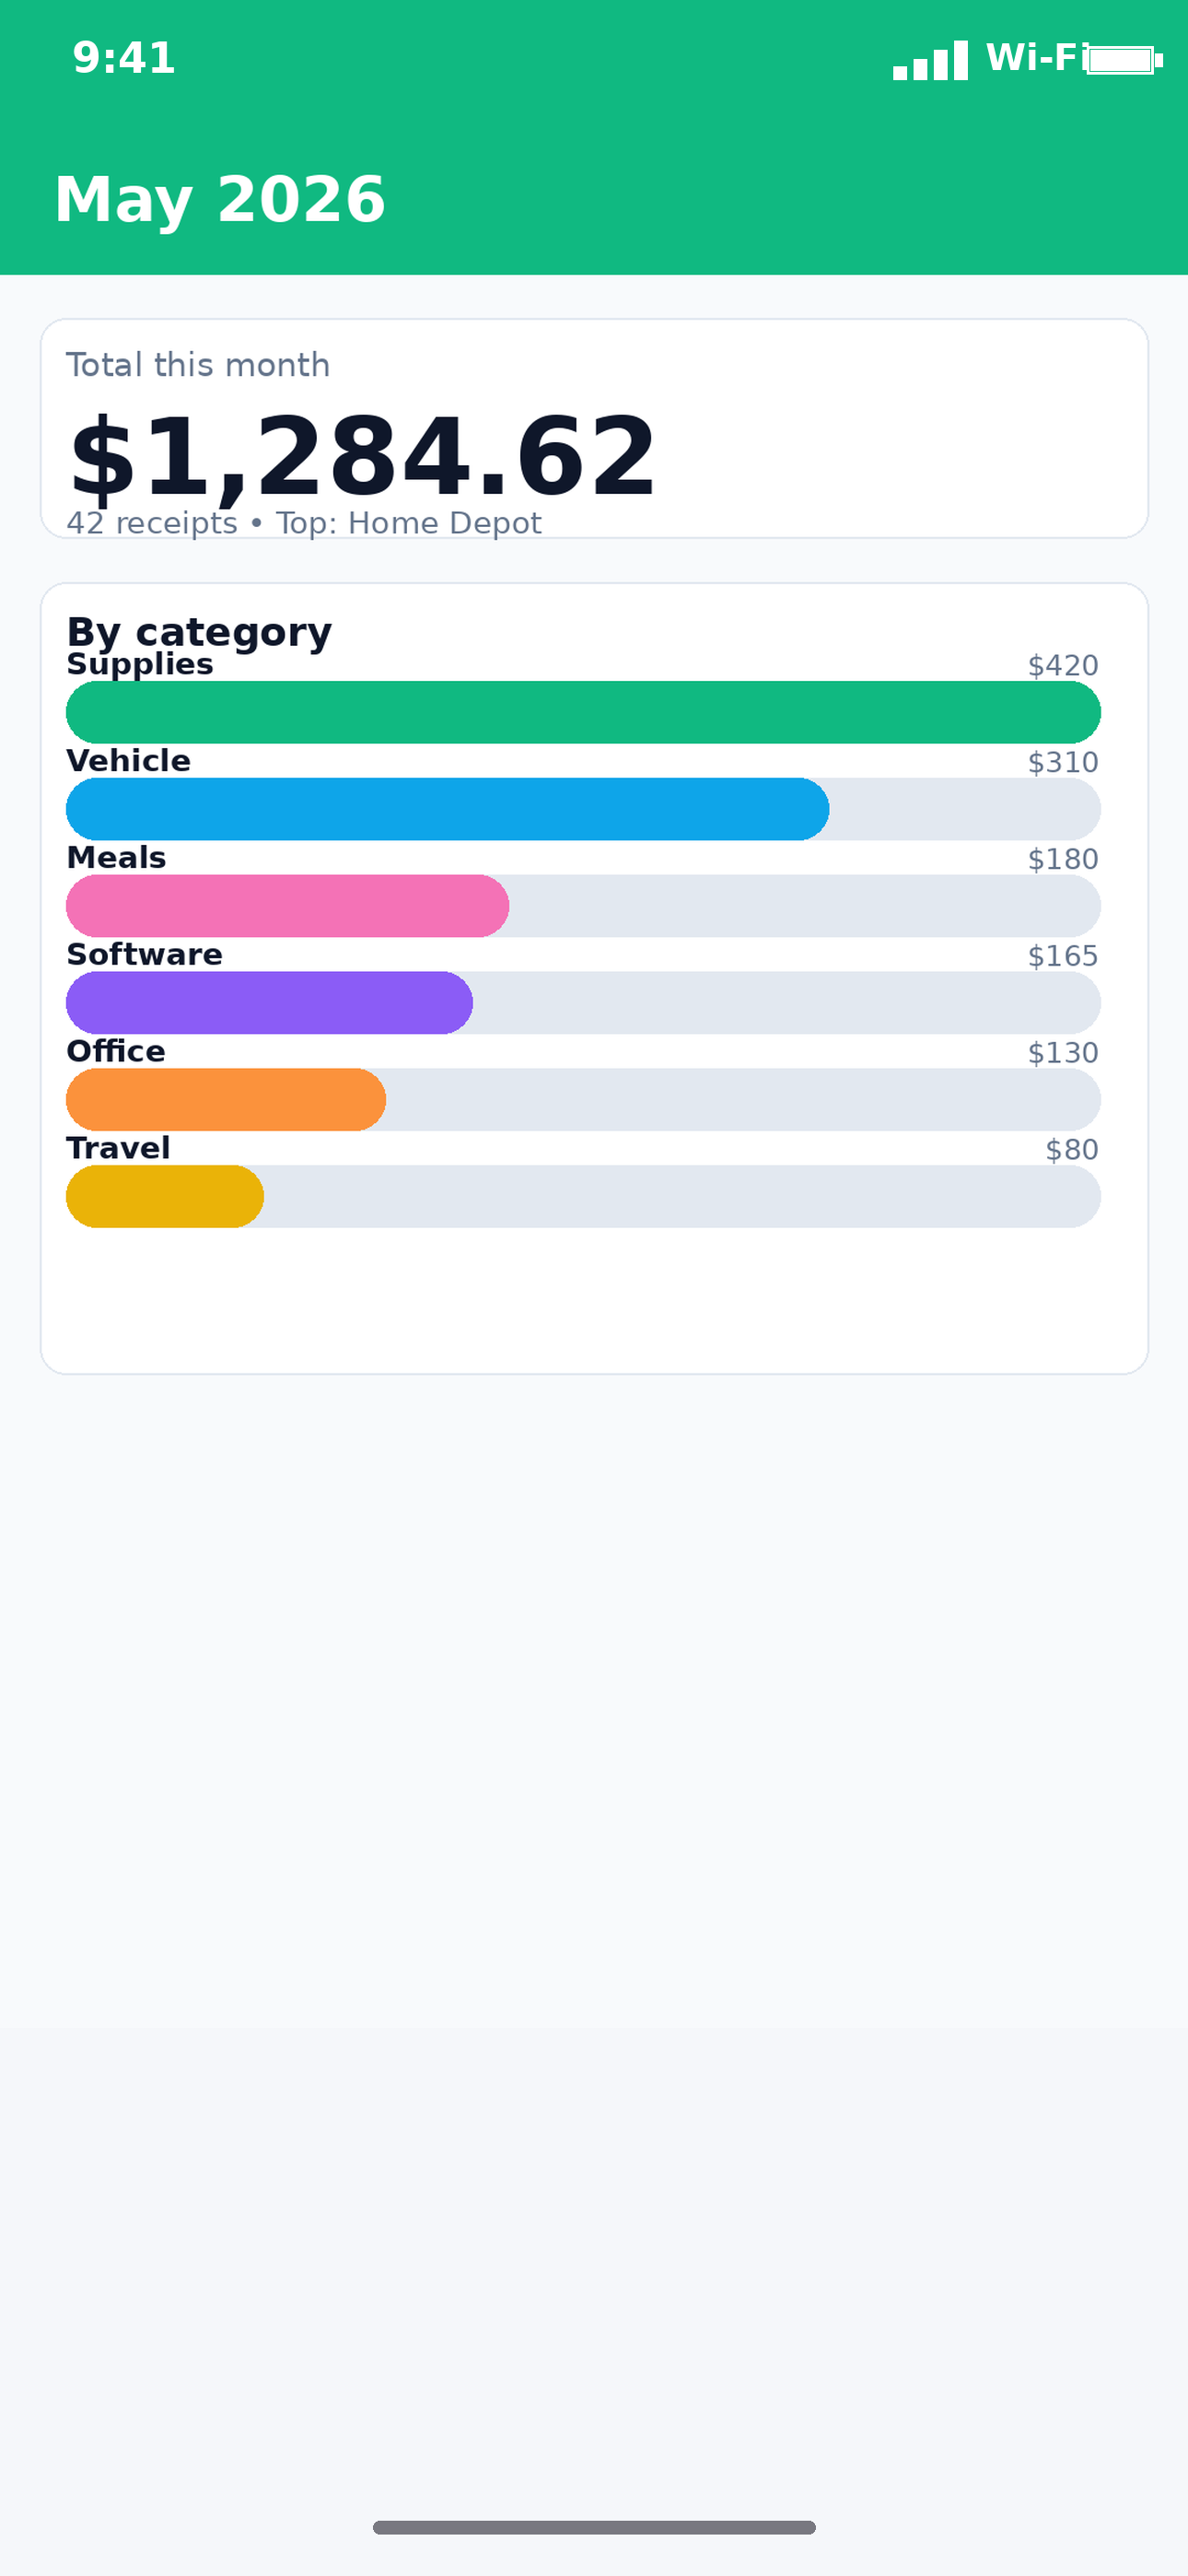 9:41 Wi-Fi
May 2026
Total this month
$1,284.62
42 receipts • Top: Home Depot
By category
Supplies $420
Vehicle $310
Meals $180
Software $165
Office $130
Travel $80